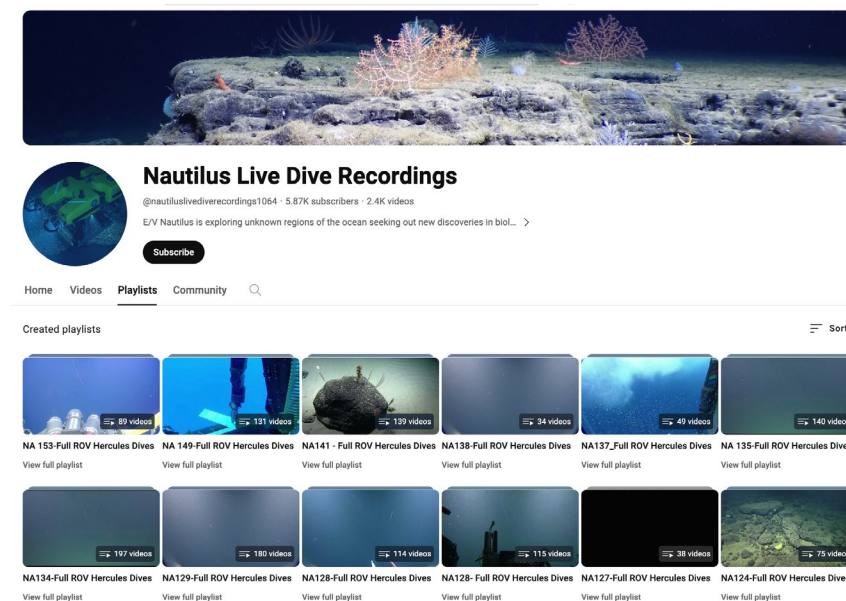 Nautilus Live Dive Recordings
@nautiluslivediverecordings1064 · 5.87K subscribers · 2.4K videos
E/V Nautilus is exploring unknown regions of the ocean seeking out new discoveries in biol...
Subscribe
Home Videos Playlists Community
Created playlists
Sort
89 videos 131 videos 139 videos 34 videos 49 videos 140 video
NA 153-Full ROV Hercules Dives NA 149-Full ROV Hercules Dives NA141 - Full ROV Hercules Dives NA138-Full ROV Hercules Dives NA137_Full ROV Hercules Dives NA 135-Full ROV Hercules Dive
View full playlist View full playlist View full playlist View full playlist View full playlist View full playlist
197 videos 180 videos 114 videos 115 videos 38 videos 75 video
NA134-Full ROV Hercules Dives NA129-Full ROV Hercules Dives NA128-Full ROV Hercules Dives NA128- Full ROV Hercules Dives NA127-Full ROV Hercules Dives NA124-Full ROV Hercules Dive
View full playlist View full playlist View full playlist View full playlist View full playlist View full playlist